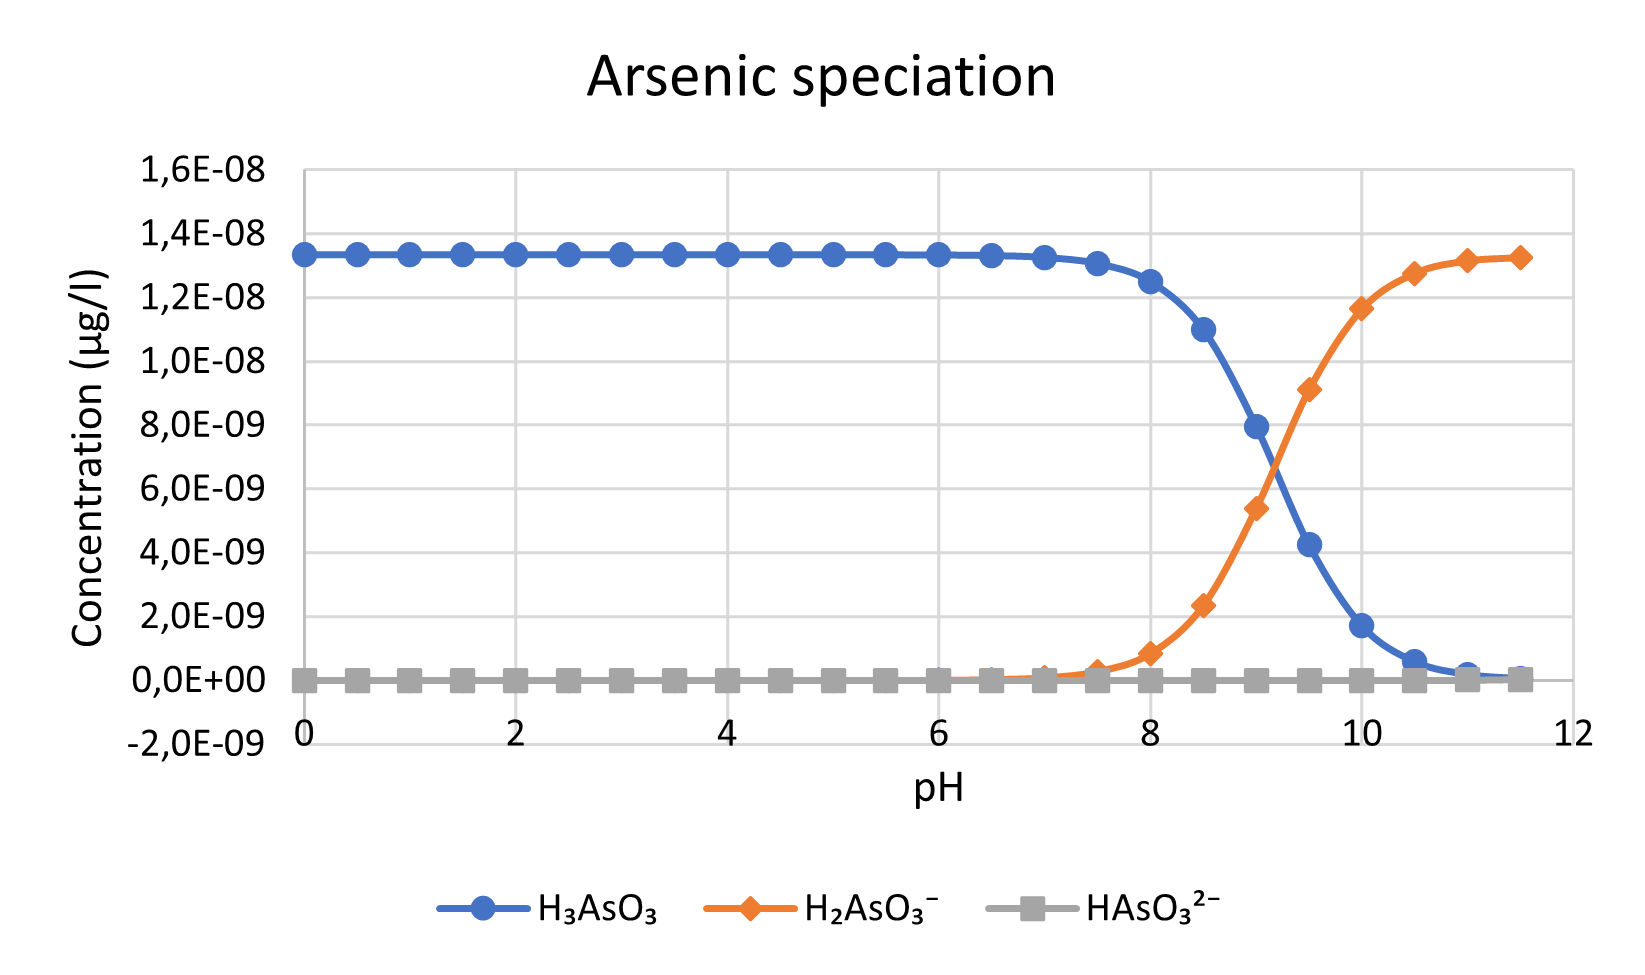 Arsenic speciation
Concentration (µg/l)
1,6E-08
1,4E-08
1,2E-08
1,0E-08
8,0E-09
6,0E-09
4,0E-09
2,0E-09
0,0E+00
-2,0E-09
0 2 4 6 8 10 12
pH
H₃AsO₃ H₂AsO₃⁻ HAsO₃²⁻